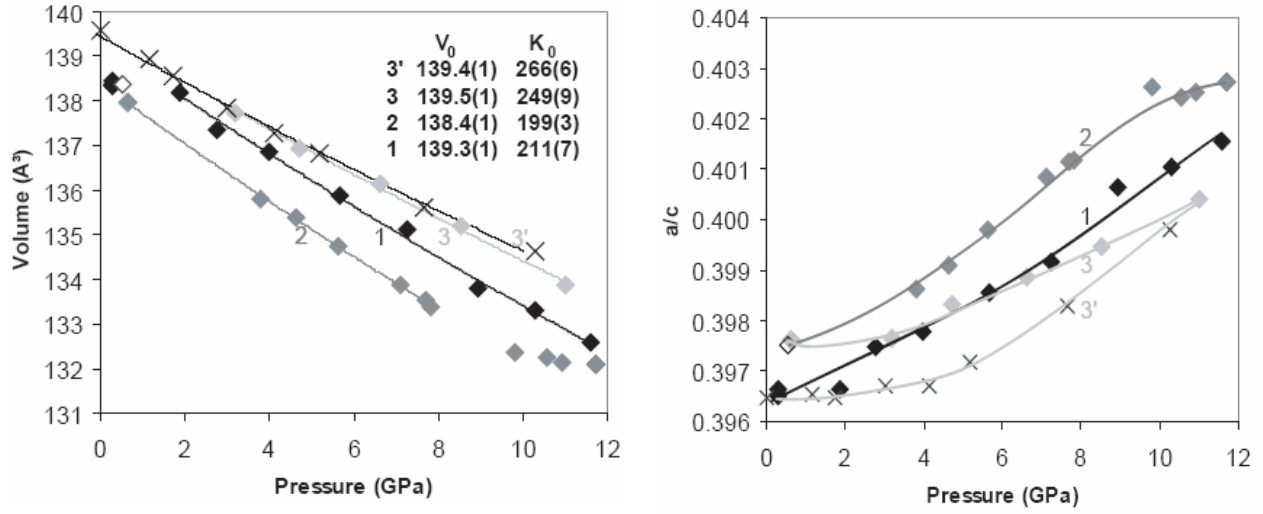 140
139
138
137
136
135
134
133
132
131
Volume (Å³)
V₀ K₀
3' 139.4(1) 266(6)
3 139.5(1) 249(9)
2 138.4(1) 199(3)
1 139.3(1) 211(7)
2
1
3
3'
0 2 4 6 8 10 12
Pressure (GPa)
0.404
0.403
0.402
0.401
0.400
0.399
0.398
0.397
0.396
a/c
2
1
3
3'
0 2 4 6 8 10 12
Pressure (GPa)